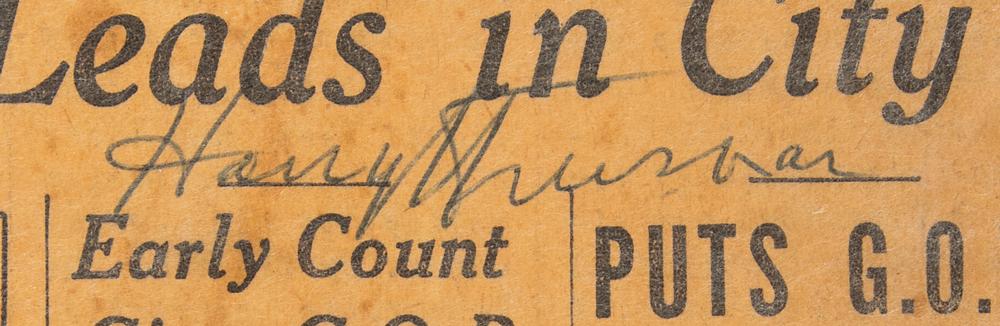 Leads in City
Harry Truman
Early Count
PUTS G.O.